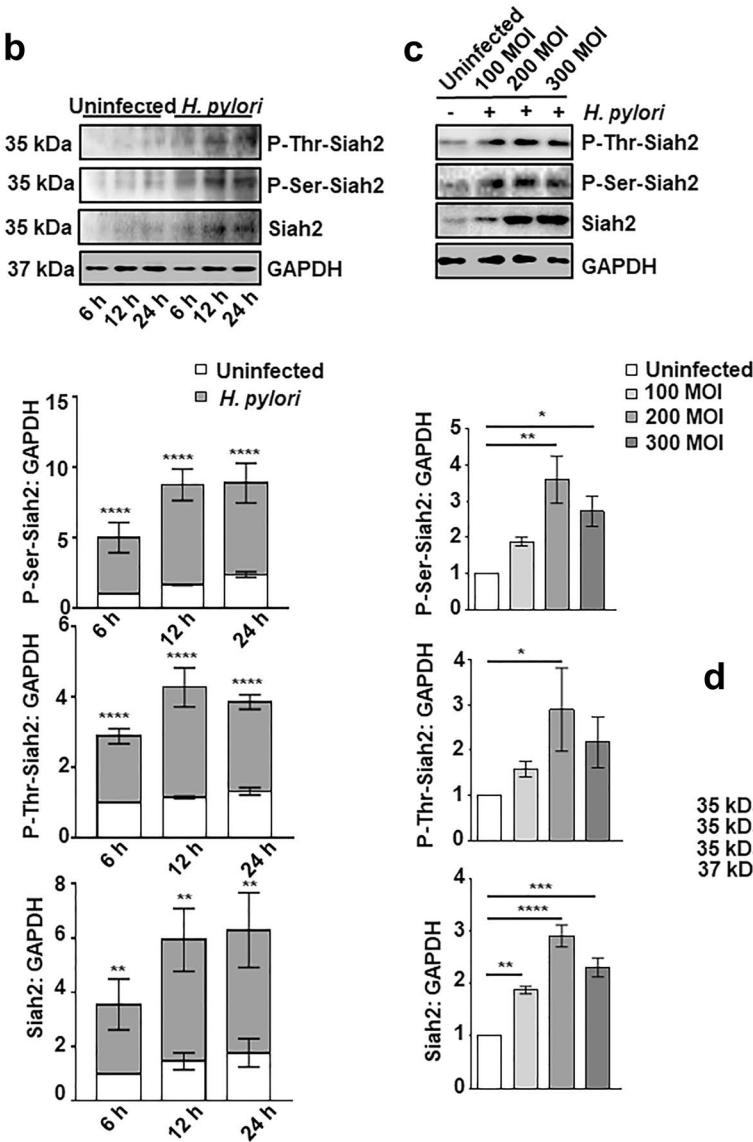 b
Uninfected H. pylori
35 kDa P-Thr-Siah2
35 kDa P-Ser-Siah2
35 kDa Siah2
37 kDa GAPDH
6 h 12 h 24 h 6 h 12 h 24 h
c
Uninfected 100 MOI 200 MOI 300 MOI
- + + + H. pylori
P-Thr-Siah2
P-Ser-Siah2
Siah2
GAPDH
Uninfected
H. pylori
P-Ser-Siah2: GAPDH
15
10
5
0
**** **** ****
6 h 12 h 24 h
P-Thr-Siah2: GAPDH
6
4
2
0
**** **** ****
6 h 12 h 24 h
Siah2: GAPDH
8
6
4
2
0
** ** **
6 h 12 h 24 h
Uninfected
100 MOI
200 MOI
300 MOI
P-Ser-Siah2: GAPDH
5
4
3
2
1
0
*
**
P-Thr-Siah2: GAPDH
4
3
2
1
0
*
Siah2: GAPDH
4
3
2
1
0
***
****
**
d
35 kD
35 kD
35 kD
37 kD